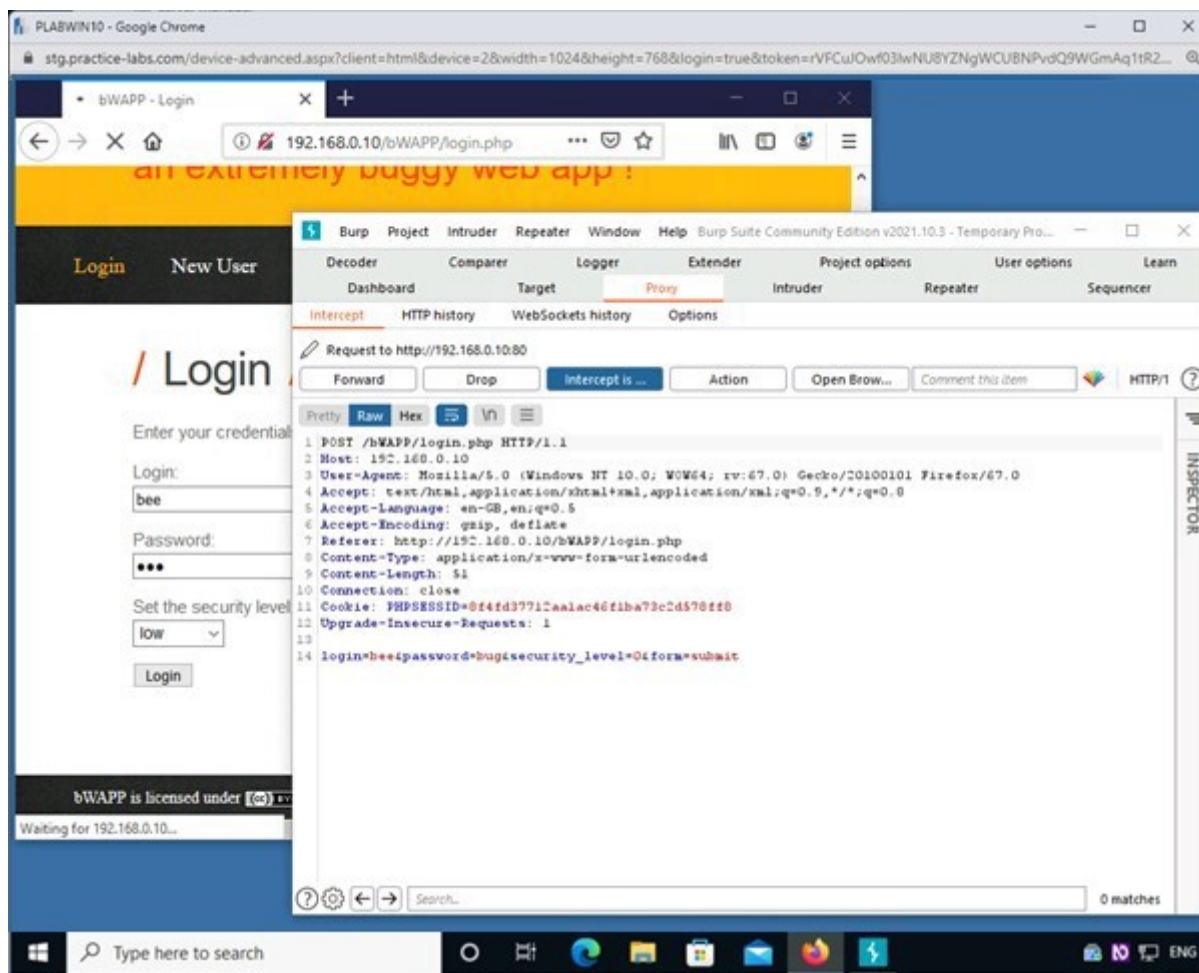 PLABWIN10 - Google Chrome
stg.practice-labs.com/device-advanced.aspx?client=html&device=2&width=1024&height=768&login=true&token=rVFCuJOwf03IwNU8YZNgWCUBNPvdQ9WGmAq1tR2...
bWAPP - Login
192.168.0.10/bWAPP/login.php
an extremely buggy web app !
Login New User
/ Login
Enter your credential
Login:
bee
Password:
•••
Set the security level
low
Login
bWAPP is licensed under (cc) BY
Waiting for 192.168.0.10...
Burp Project Intruder Repeater Window Help Burp Suite Community Edition v2021.10.3 - Temporary Pro...
Decoder Comparer Logger Extender Project options User options Learn
Dashboard Target Proxy Intruder Repeater Sequencer
Intercept HTTP history WebSockets history Options
Request to http://192.168.0.10:80
Forward Drop Intercept is ... Action Open Brow... Comment this item HTTP/1 ?
Pretty Raw Hex \n
1 POST /bWAPP/login.php HTTP/1.1
2 Host: 192.168.0.10
3 User-Agent: Mozilla/5.0 (Windows NT 10.0; WOW64; rv:67.0) Gecko/20100101 Firefox/67.0
4 Accept: text/html,application/xhtml+xml,application/xml;q=0.9,*/*;q=0.8
5 Accept-Language: en-GB,en;q=0.5
6 Accept-Encoding: gzip, deflate
7 Referer: http://192.168.0.10/bWAPP/login.php
8 Content-Type: application/x-www-form-urlencoded
9 Content-Length: 51
10 Connection: close
11 Cookie: PHPSESSID=8f4fd37712aa1ac46f1ba73c2d578ff8
12 Upgrade-Insecure-Requests: 1
13
14 login=bee&password=bug&security_level=0&form=submit
INSPECTOR
Search...
0 matches
Type here to search
ENG